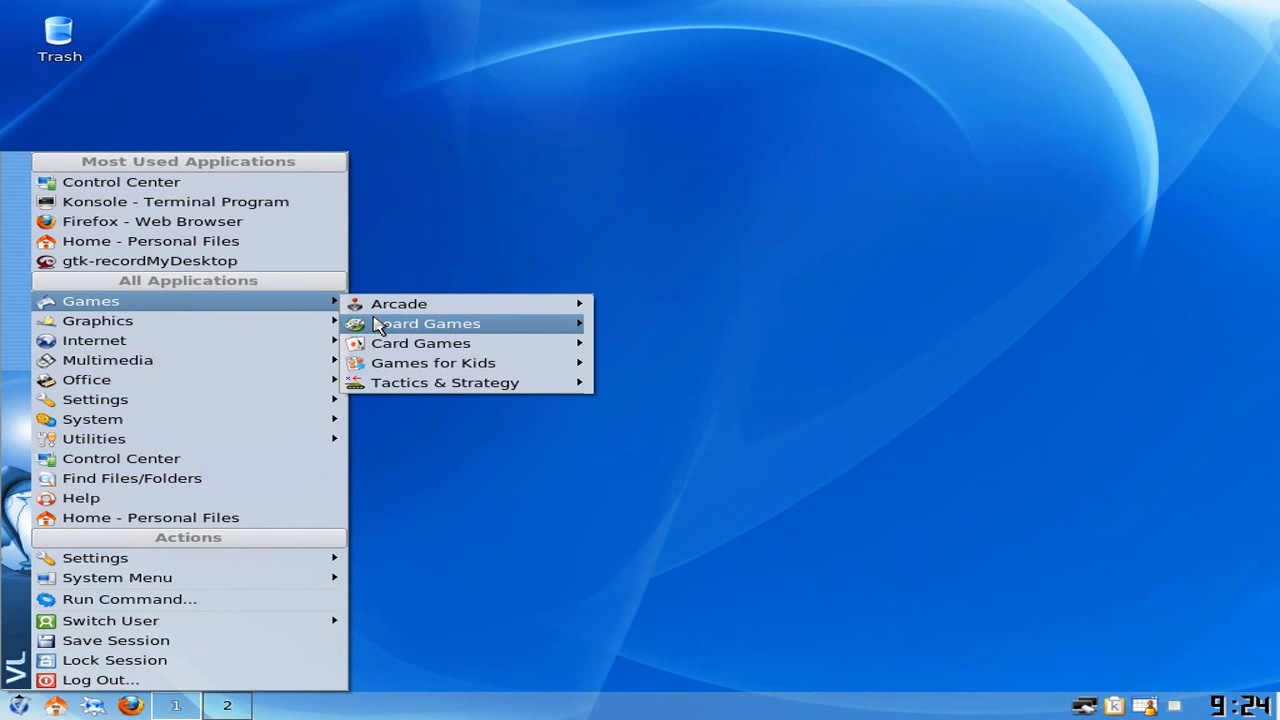 Trash
Most Used Applications
Control Center
Konsole - Terminal Program
Firefox - Web Browser
Home - Personal Files
gtk-recordMyDesktop
All Applications
Games
Graphics
Internet
Multimedia
Office
Settings
System
Utilities
Control Center
Find Files/Folders
Help
Home - Personal Files
Actions
Settings
System Menu
Run Command...
Switch User
Save Session
Lock Session
Log Out...
VL
Arcade
Board Games
Card Games
Games for Kids
Tactics & Strategy
1
2
9:24